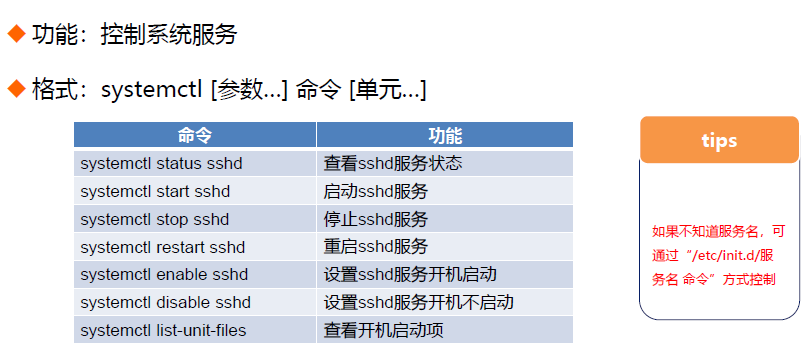 功能：控制系统服务
格式：systemctl [参数...] 命令 [单元...]
命令 功能
systemctl status sshd 查看sshd服务状态
systemctl start sshd 启动sshd服务
systemctl stop sshd 停止sshd服务
systemctl restart sshd 重启sshd服务
systemctl enable sshd 设置sshd服务开机启动
systemctl disable sshd 设置sshd服务开机不启动
systemctl list-unit-files 查看开机启动项
tips
如果不知道服务名，可
通过“/etc/init.d/服
务名 命令”方式控制